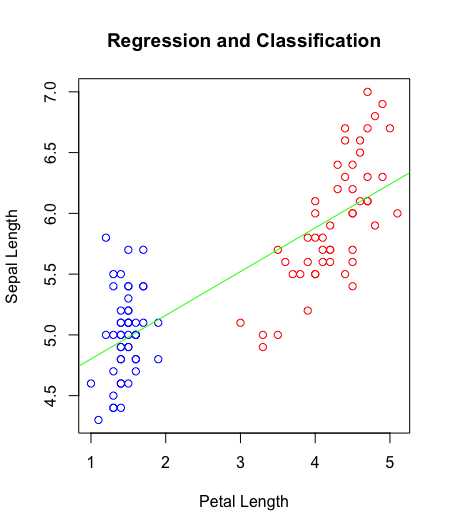 Regression and Classification
Sepal Length
7.0
6.5
6.0
5.5
5.0
4.5
1 2 3 4 5
Petal Length